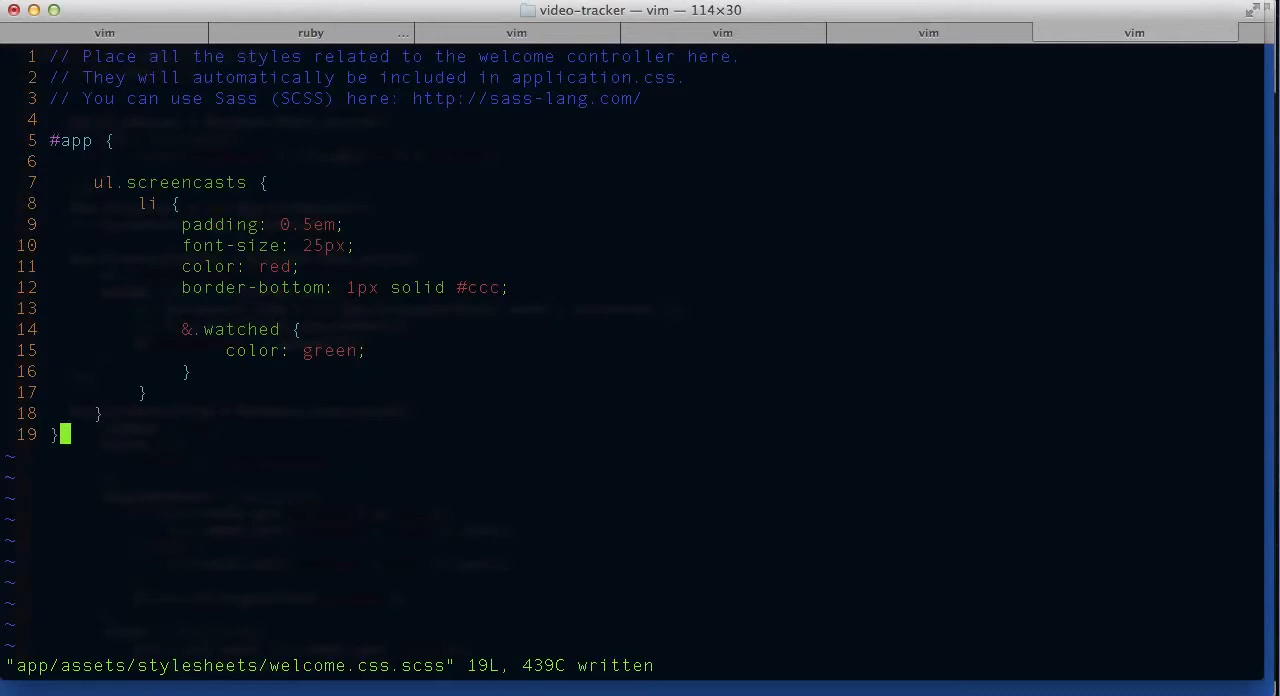 video-tracker — vim — 114×30
vim ruby ... vim vim vim vim
1 // Place all the styles related to the welcome controller here.
2 // They will automatically be included in application.css.
3 // You can use Sass (SCSS) here: http://sass-lang.com/
4
5 #app {
6
7     ul.screencasts {
8         li {
9             padding: 0.5em;
10             font-size: 25px;
11             color: red;
12             border-bottom: 1px solid #ccc;
13
14             &.watched {
15                 color: green;
16             }
17         }
18     }
19 }
~
~
~
~
~
~
~
~
~
~
"app/assets/stylesheets/welcome.css.scss" 19L, 439C written